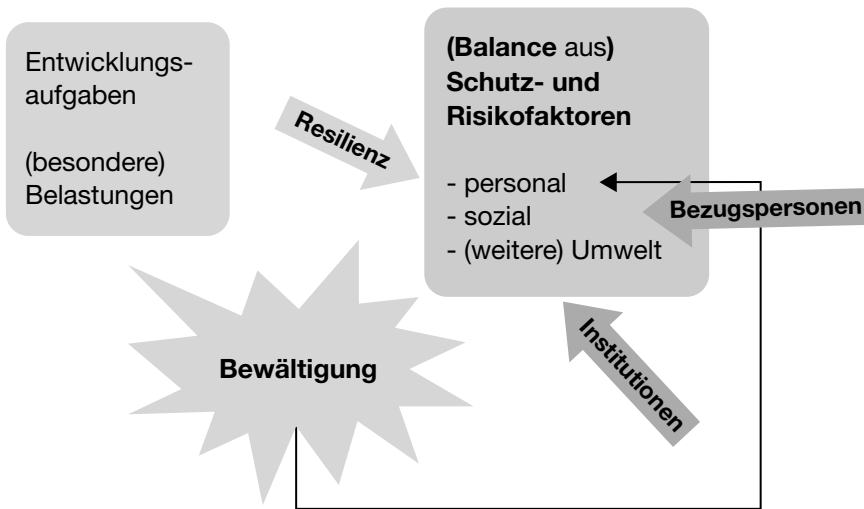 Entwicklungs-
aufgaben
(besondere)
Belastungen
Resilienz
(Balance aus)
Schutz- und
Risikofaktoren
- personal
- sozial
- (weitere) Umwelt
Bezugspersonen
Institutionen
Bewältigung